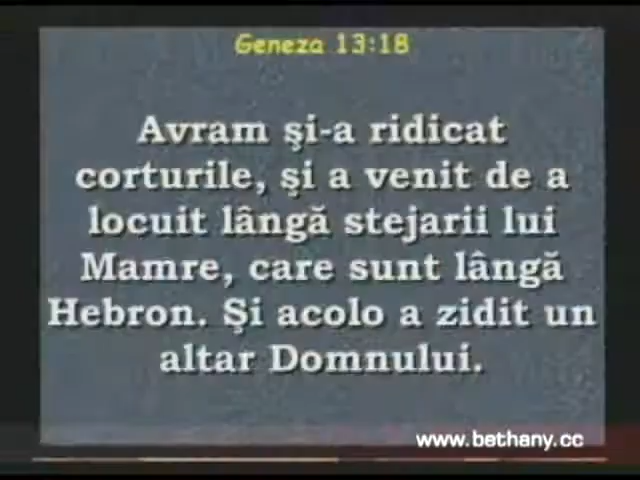 Geneza 13:18
Avram şi-a ridicat
corturile, şi a venit de a
locuit lângă stejarii lui
Mamre, care sunt lângă
Hebron. Şi acolo a zidit un
altar Domnului.
www.bethany.cc